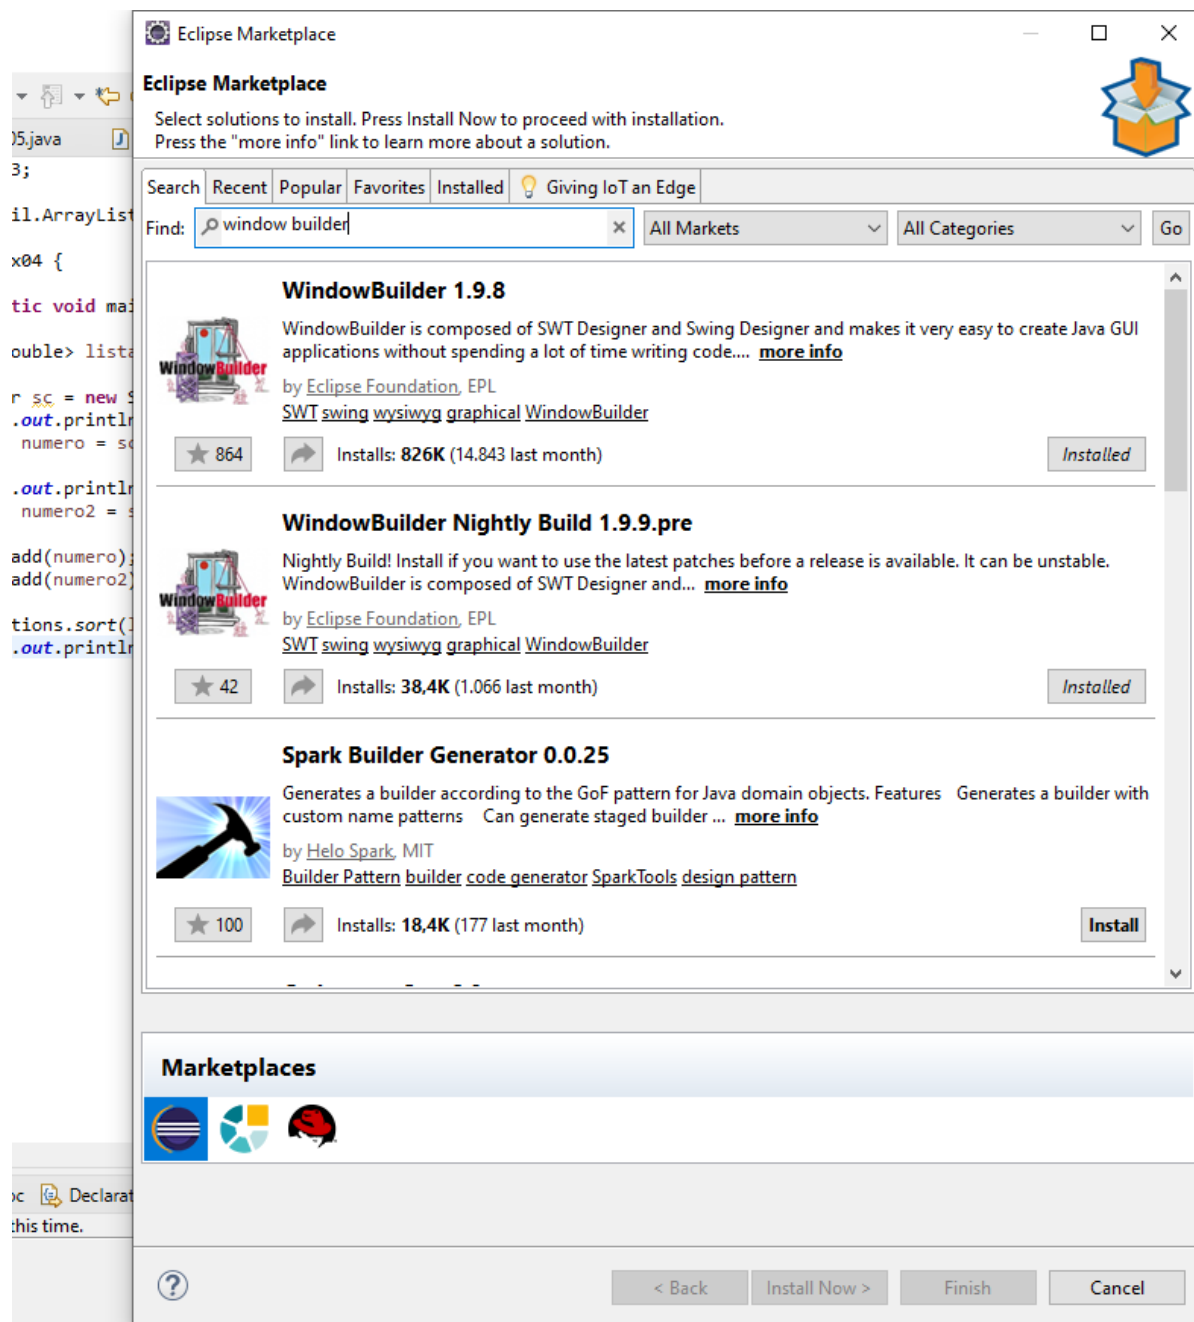 Eclipse Marketplace
Eclipse Marketplace
Select solutions to install. Press Install Now to proceed with installation.
Press the "more info" link to learn more about a solution.
Search Recent Popular Favorites Installed Giving IoT an Edge
Find: window builder All Markets All Categories Go
WindowBuilder 1.9.8
WindowBuilder is composed of SWT Designer and Swing Designer and makes it very easy to create Java GUI
applications without spending a lot of time writing code.... more info
WindowBuilder
by Eclipse Foundation, EPL
SWT swing wysiwyg graphical WindowBuilder
864 Installs: 826K (14.843 last month) Installed
WindowBuilder Nightly Build 1.9.9.pre
Nightly Build! Install if you want to use the latest patches before a release is available. It can be unstable.
WindowBuilder is composed of SWT Designer and... more info
WindowBuilder
by Eclipse Foundation, EPL
SWT swing wysiwyg graphical WindowBuilder
42 Installs: 38,4K (1.066 last month) Installed
Spark Builder Generator 0.0.25
Generates a builder according to the GoF pattern for Java domain objects. Features Generates a builder with
custom name patterns Can generate staged builder ... more info
by Helo Spark, MIT
Builder Pattern builder code generator SparkTools design pattern
100 Installs: 18,4K (177 last month) Install
Marketplaces
< Back Install Now > Finish Cancel
05.java
3;
il.ArrayList
x04 {
tic void mai
ouble> lista
r sc = new S
.out.println
numero = sc
.out.println
numero2 = s
add(numero);
add(numero2)
tions.sort(l
.out.println
oc Declarat
this time.